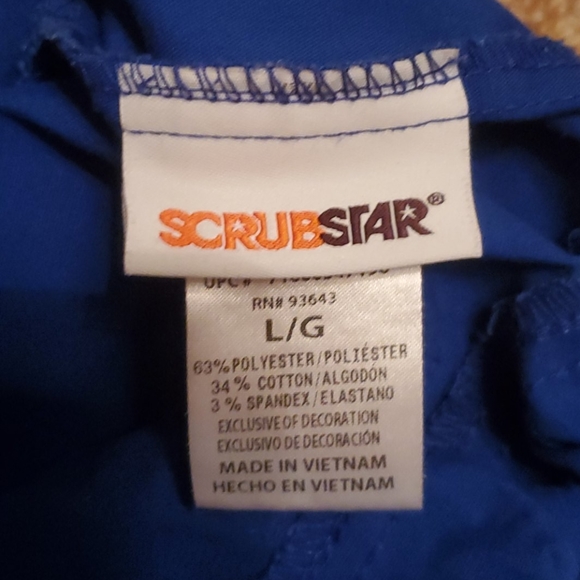 SCRUBSTAR®
UPC#
RN# 93643
L/G
63% POLYESTER/POLIÉSTER
34% COTTON/ALGODÓN
3% SPANDEX/ELASTANO
EXCLUSIVE OF DECORATION
EXCLUSIVO DE DECORACIÓN
MADE IN VIETNAM
HECHO EN VIETNAM